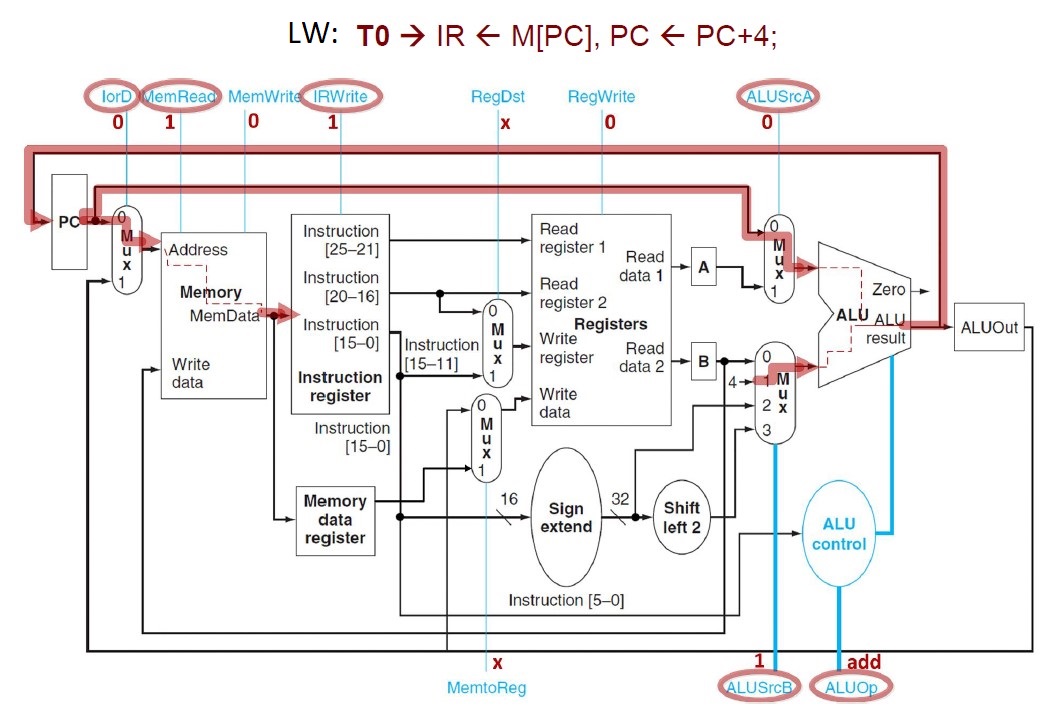 LW: T0 → IR ← M[PC], PC ← PC+4;
IorD MemRead MemWrite IRWrite RegDst RegWrite ALUSrcA
0 1 0 1 x 0 0
PC
0
M
u
x
1
Address
Memory
MemData
Write
data
Instruction
[25–21]
Instruction
[20–16]
Instruction
[15–0]
Instruction
register
Instruction
[15–0]
Memory
data
register
Instruction
[15–11]
0
M
u
x
1
0
M
u
x
1
Read
register 1
Read
register 2
Registers
Write
register
Write
data
Read
data 1
Read
data 2
A
B
16
Sign
extend
32
Shift
left 2
Instruction [5–0]
0
M
u
x
1
4
0
1
M
u
x
2
3
Zero
ALU
ALU
result
ALUOut
ALU
control
x
MemtoReg
1
ALUSrcB
add
ALUOp